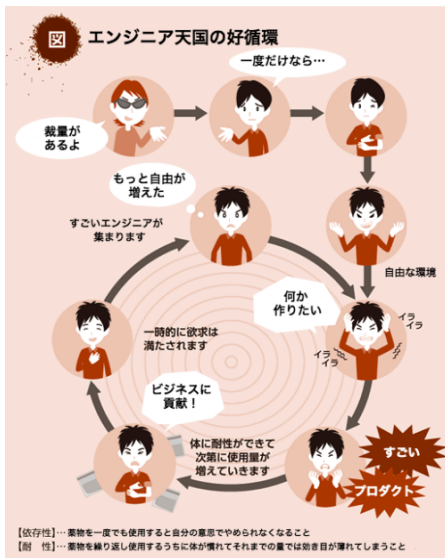 図 エンジニア天国の好循環
一度だけなら…
裁量が
あるよ
もっと自由が
増えた
すごいエンジニアが
集まります
自由な環境
何か
作りたい
イラ
イラ
イラ
イラ
一時的に欲求は
満たされます
ビジネスに
貢献！
体に耐性ができて
次第に使用量が
増えていきます
すごい
プロダクト
【依存性】…薬物を一度でも使用すると自分の意思でやめられなくなること
【耐　性】…薬物を繰り返し使用するうちに体が慣れてそれまでの量では効き目が薄れてしまうこと